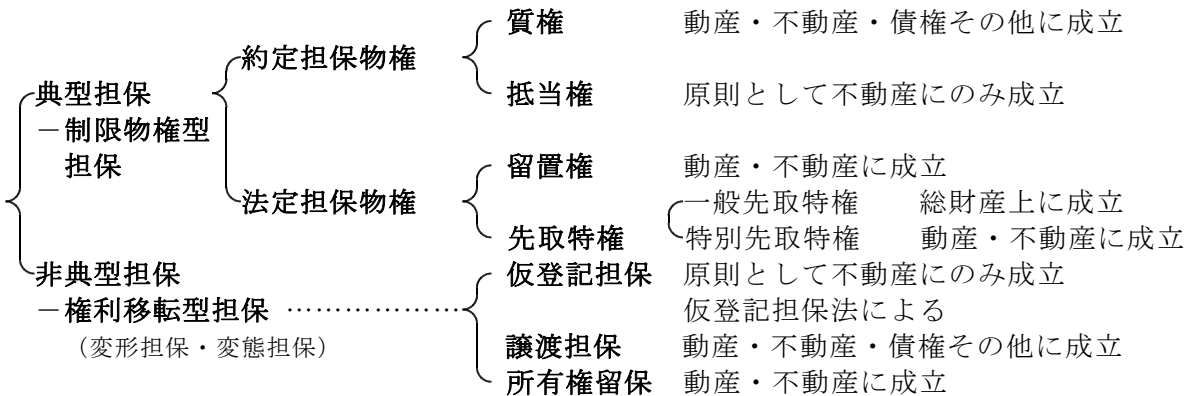 質権　動産・不動産・債権その他に成立
約定担保物権
典型担保　抵当権　原則として不動産にのみ成立
－制限物権型
担保　留置権　動産・不動産に成立
法定担保物権　一般先取特権　総財産上に成立
先取特権　特別先取特権　動産・不動産に成立
非典型担保　仮登記担保　原則として不動産にのみ成立
－権利移転型担保 ………………　仮登記担保法による
（変形担保・変態担保）　譲渡担保　動産・不動産・債権その他に成立
所有権留保　動産・不動産に成立